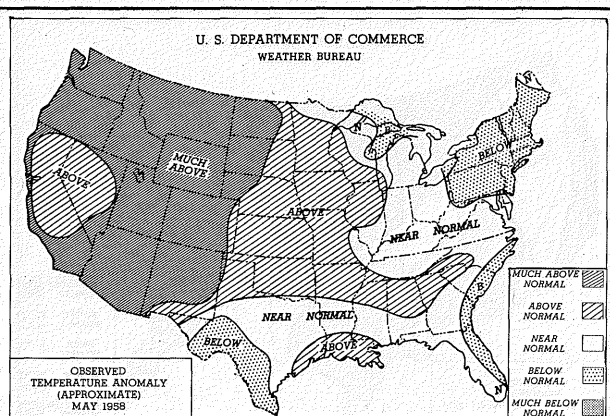 U. S. DEPARTMENT OF COMMERCE
WEATHER BUREAU
N
N
B
BELOW
MUCH
ABOVE
ABOVE
ABOVE
NEAR NORMAL
B
NEAR NORMAL
BELOW
ABOVE
N
MUCH ABOVE
NORMAL
ABOVE
NORMAL
NEAR
NORMAL
BELOW
NORMAL
MUCH BELOW
NORMAL
OBSERVED
TEMPERATURE ANOMALY
(APPROXIMATE)
MAY 1958